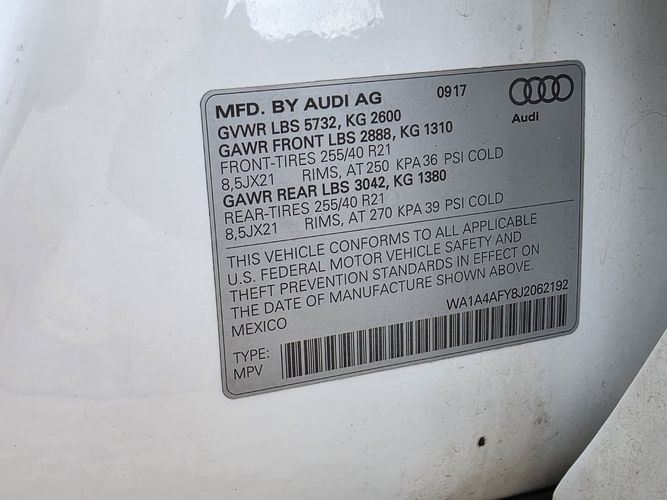 MFD. BY AUDI AG 0917
Audi
GVWR LBS 5732, KG 2600
GAWR FRONT LBS 2888, KG 1310
FRONT-TIRES 255/40 R21
8,5JX21 RIMS, AT 250 KPA 36 PSI COLD
GAWR REAR LBS 3042, KG 1380
REAR-TIRES 255/40 R21
8,5JX21 RIMS, AT 270 KPA 39 PSI COLD
THIS VEHICLE CONFORMS TO ALL APPLICABLE
U.S. FEDERAL MOTOR VEHICLE SAFETY AND
THEFT PREVENTION STANDARDS IN EFFECT ON
THE DATE OF MANUFACTURE SHOWN ABOVE.
MEXICO WA1A4AFY8J2062192
TYPE:
MPV